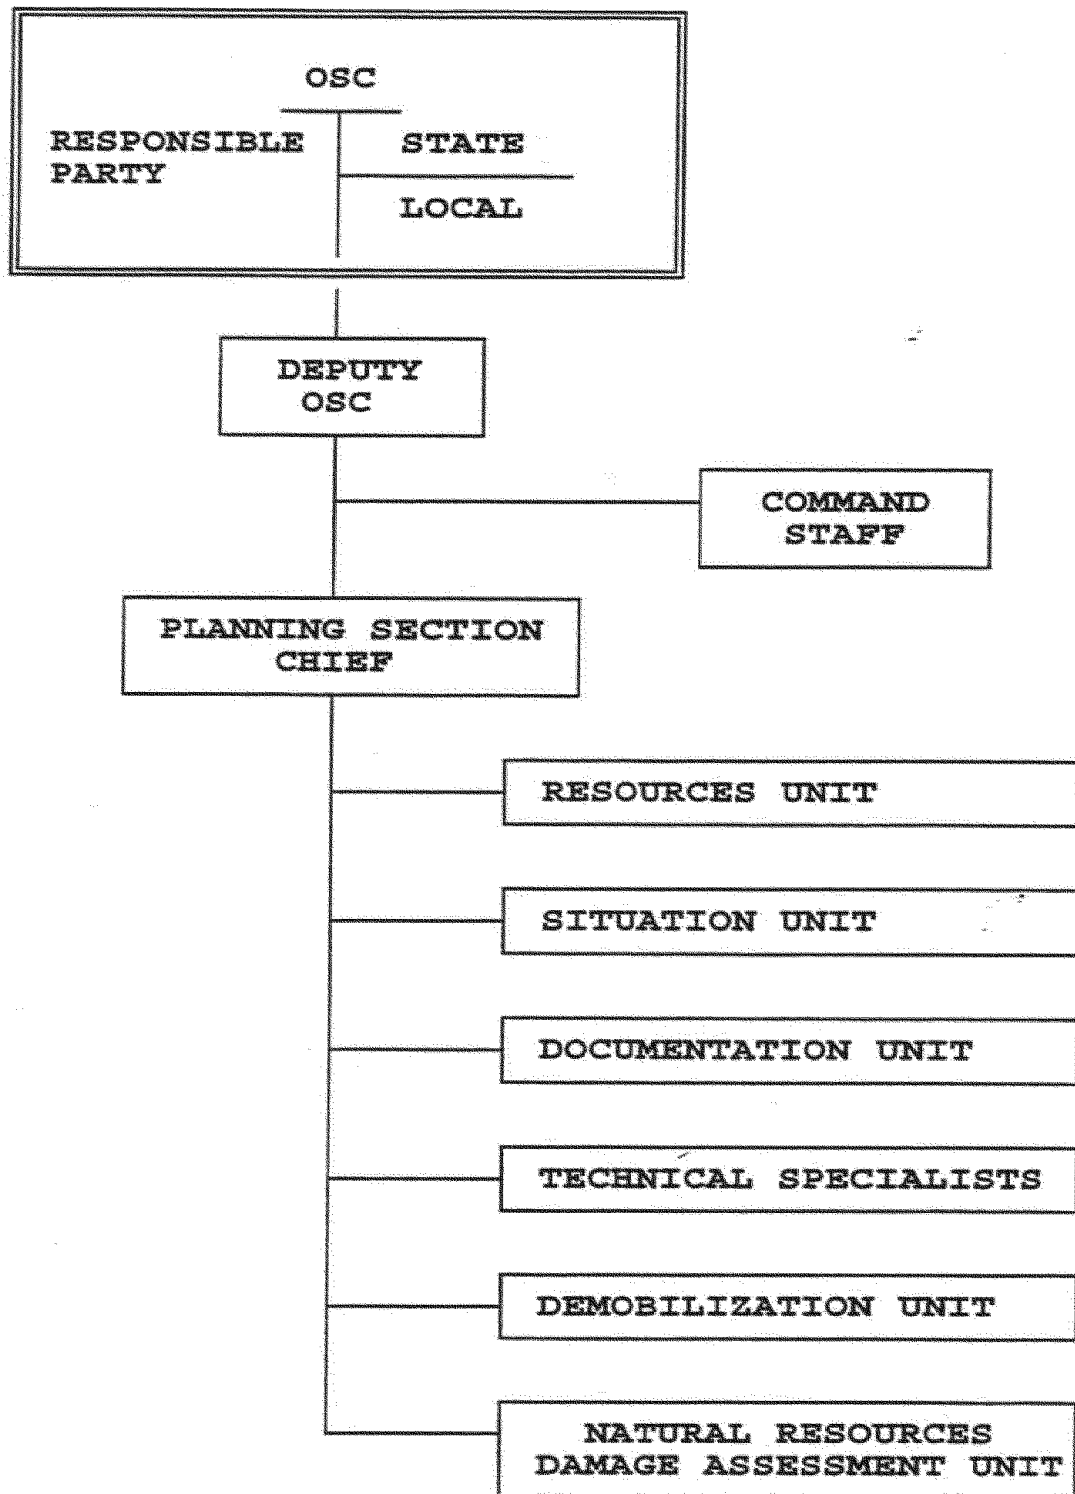 OSC
RESPONSIBLE PARTY
STATE
LOCAL
DEPUTY
OSC
COMMAND
STAFF
PLANNING SECTION
CHIEF
RESOURCES UNIT
SITUATION UNIT
DOCUMENTATION UNIT
TECHNICAL SPECIALISTS
DEMOBILIZATION UNIT
NATURAL RESOURCES
DAMAGE ASSESSMENT UNIT